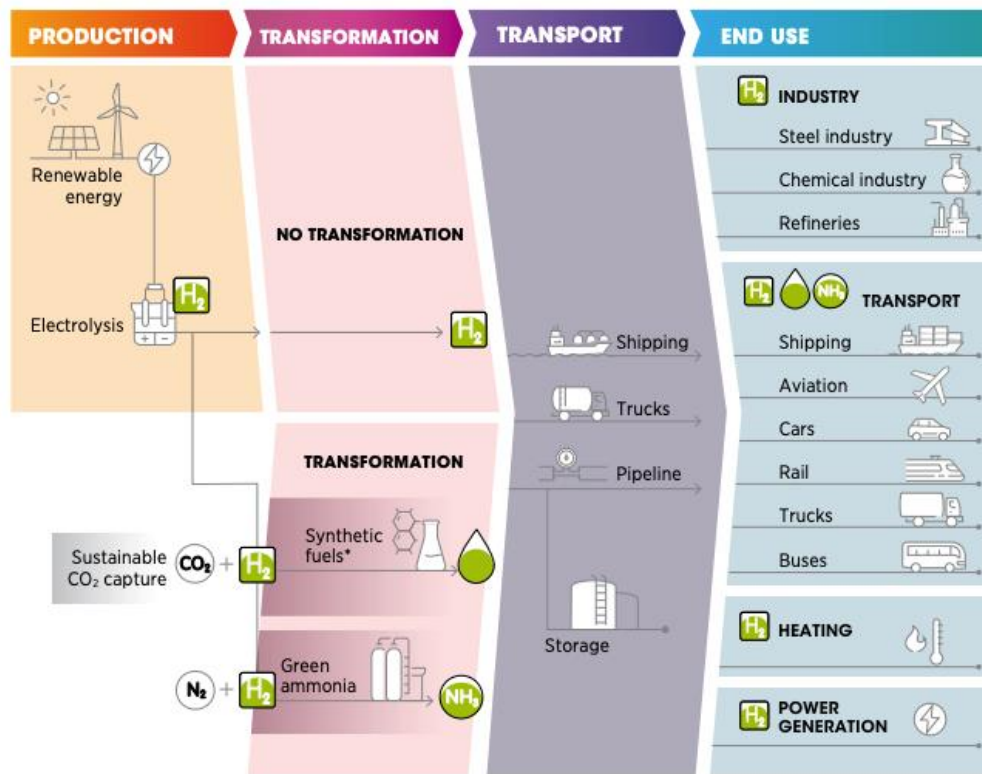 PRODUCTION
TRANSFORMATION
TRANSPORT
END USE
Renewable
energy
Electrolysis
H2
NO TRANSFORMATION
H2
TRANSFORMATION
Sustainable
CO₂ capture
CO₂ + H2
Synthetic
fuels*
N₂ + H2
Green
ammonia
NH₃
Shipping
Trucks
Pipeline
Storage
H2 INDUSTRY
Steel industry
Chemical industry
Refineries
H2 NH₃ TRANSPORT
Shipping
Aviation
Cars
Rail
Trucks
Buses
H2 HEATING
H2 POWER
GENERATION